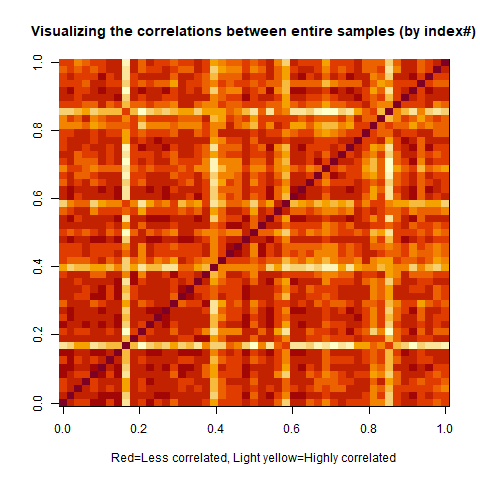 Visualizing the correlations between entire samples (by index#)
1.0
0.8
0.6
0.4
0.2
0.0
0.0 0.2 0.4 0.6 0.8 1.0
Red=Less correlated, Light yellow=Highly correlated